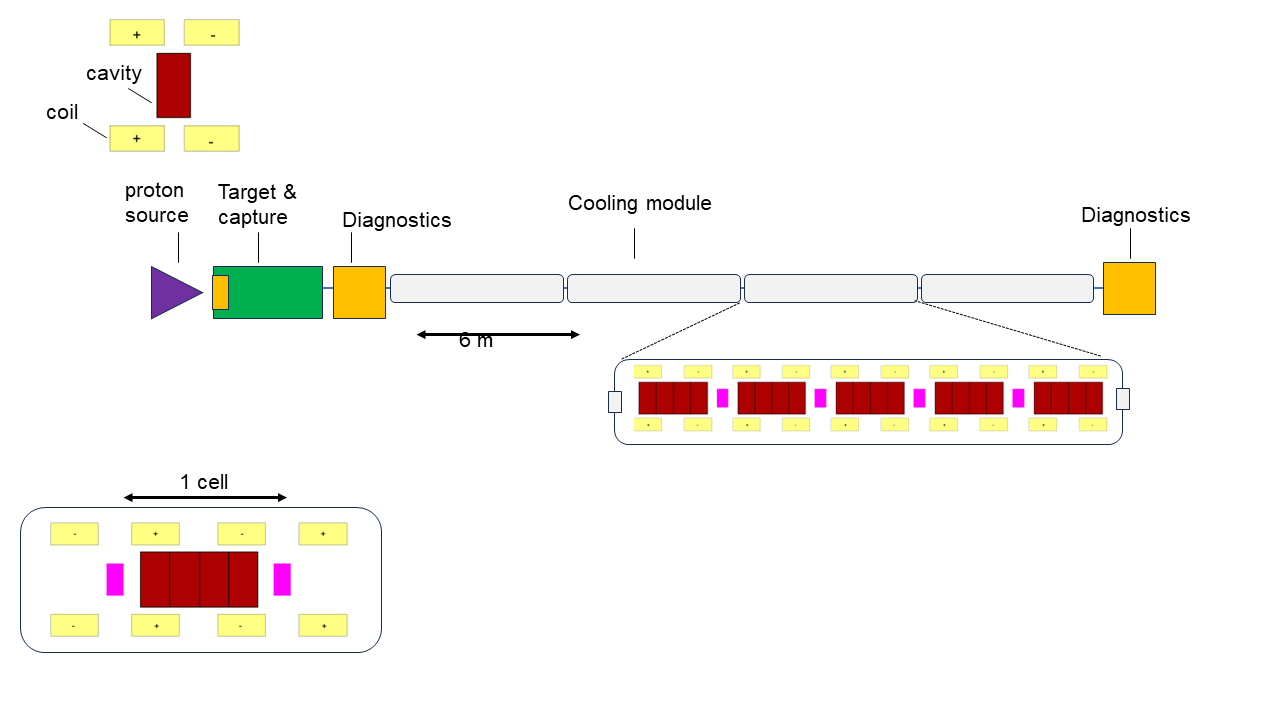 + -
cavity
coil
+ -
proton
source
Target &
capture
Diagnostics
Cooling module
Diagnostics
6 m
+ - + - + - + - + -
+ - + - + - + - + -
1 cell
- + - +
- + - +